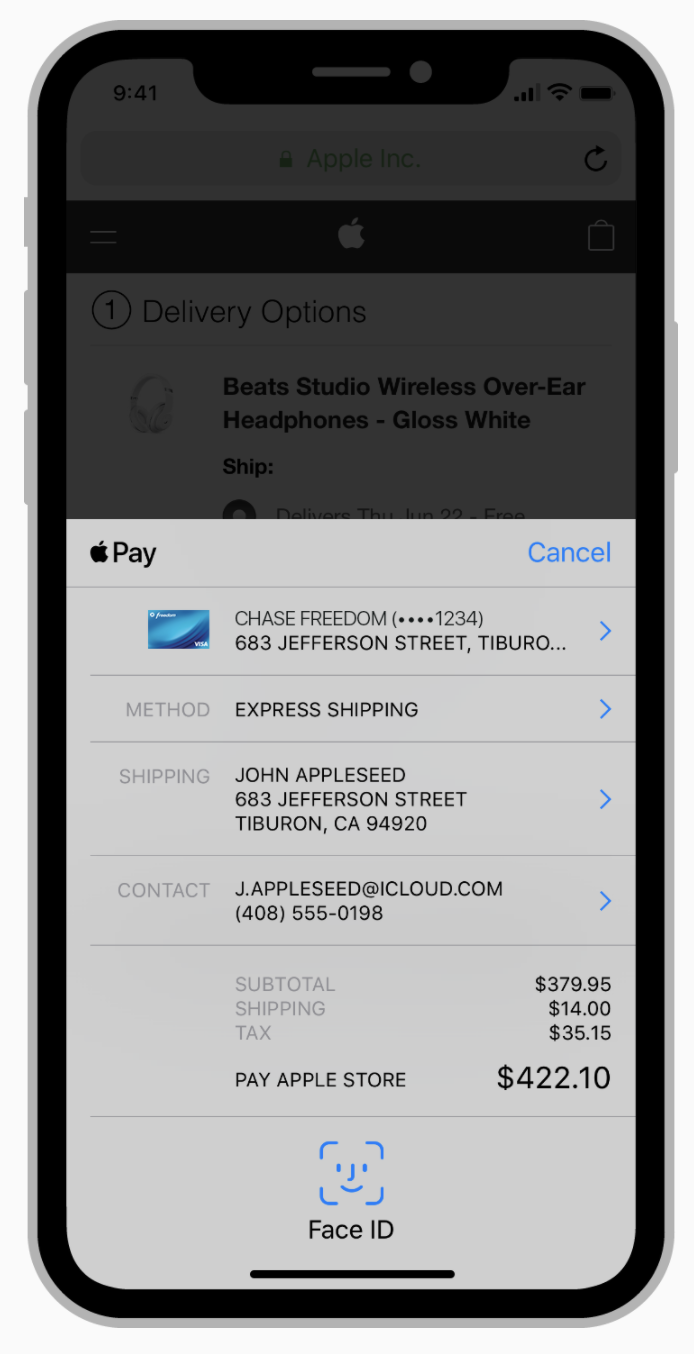 9:41
Apple Inc.
1 Delivery Options
Beats Studio Wireless Over-Ear
Headphones - Gloss White
Ship:
Delivers Thu Jun 22 - Free
Pay
Cancel
freedom
VISA
CHASE FREEDOM (••••1234)
683 JEFFERSON STREET, TIBURO...
METHOD
EXPRESS SHIPPING
SHIPPING
JOHN APPLESEED
683 JEFFERSON STREET
TIBURON, CA 94920
CONTACT
J.APPLESEED@ICLOUD.COM
(408) 555-0198
SUBTOTAL $379.95
SHIPPING $14.00
TAX $35.15
PAY APPLE STORE $422.10
Face ID